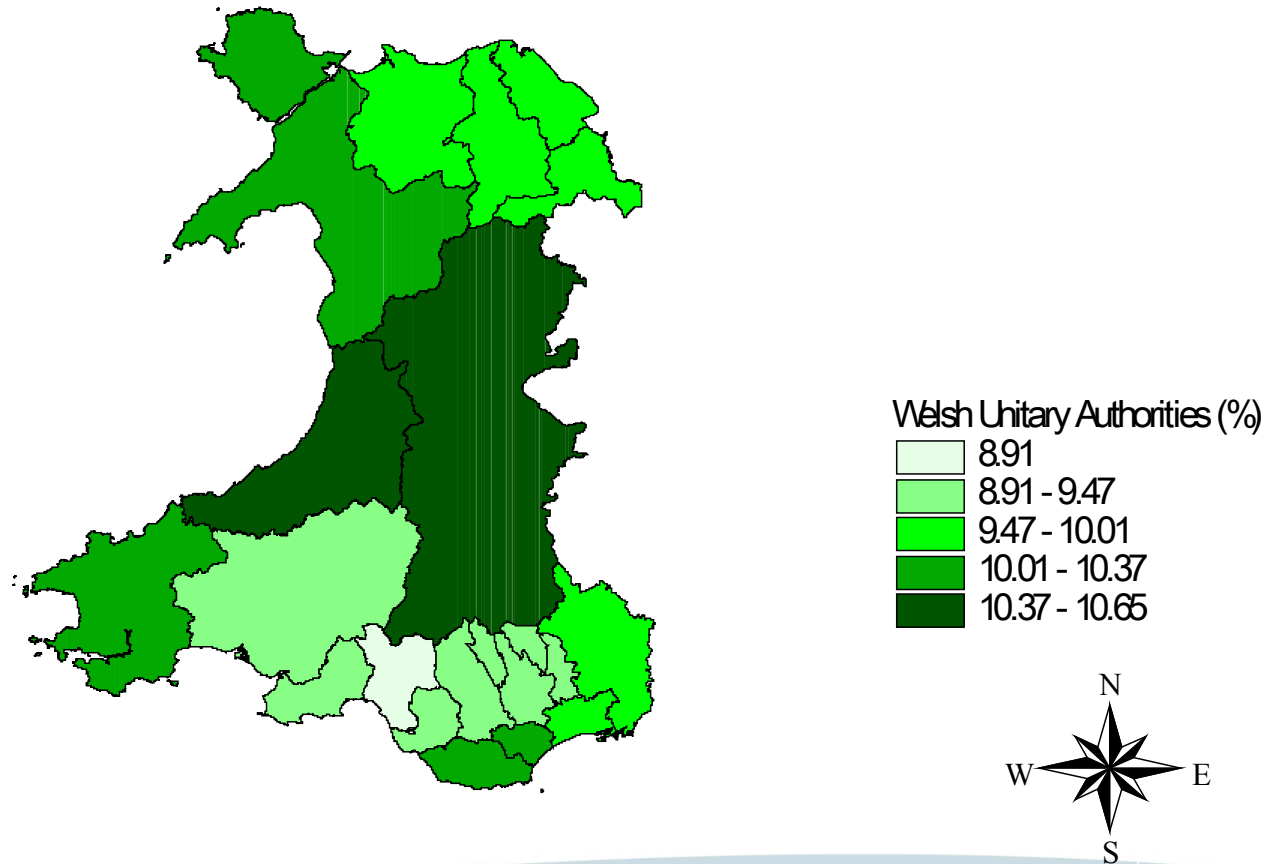 Welsh Unitary Authorities (%)
8.91
8.91 - 9.47
9.47 - 10.01
10.01 - 10.37
10.37 - 10.65
N
W E
S